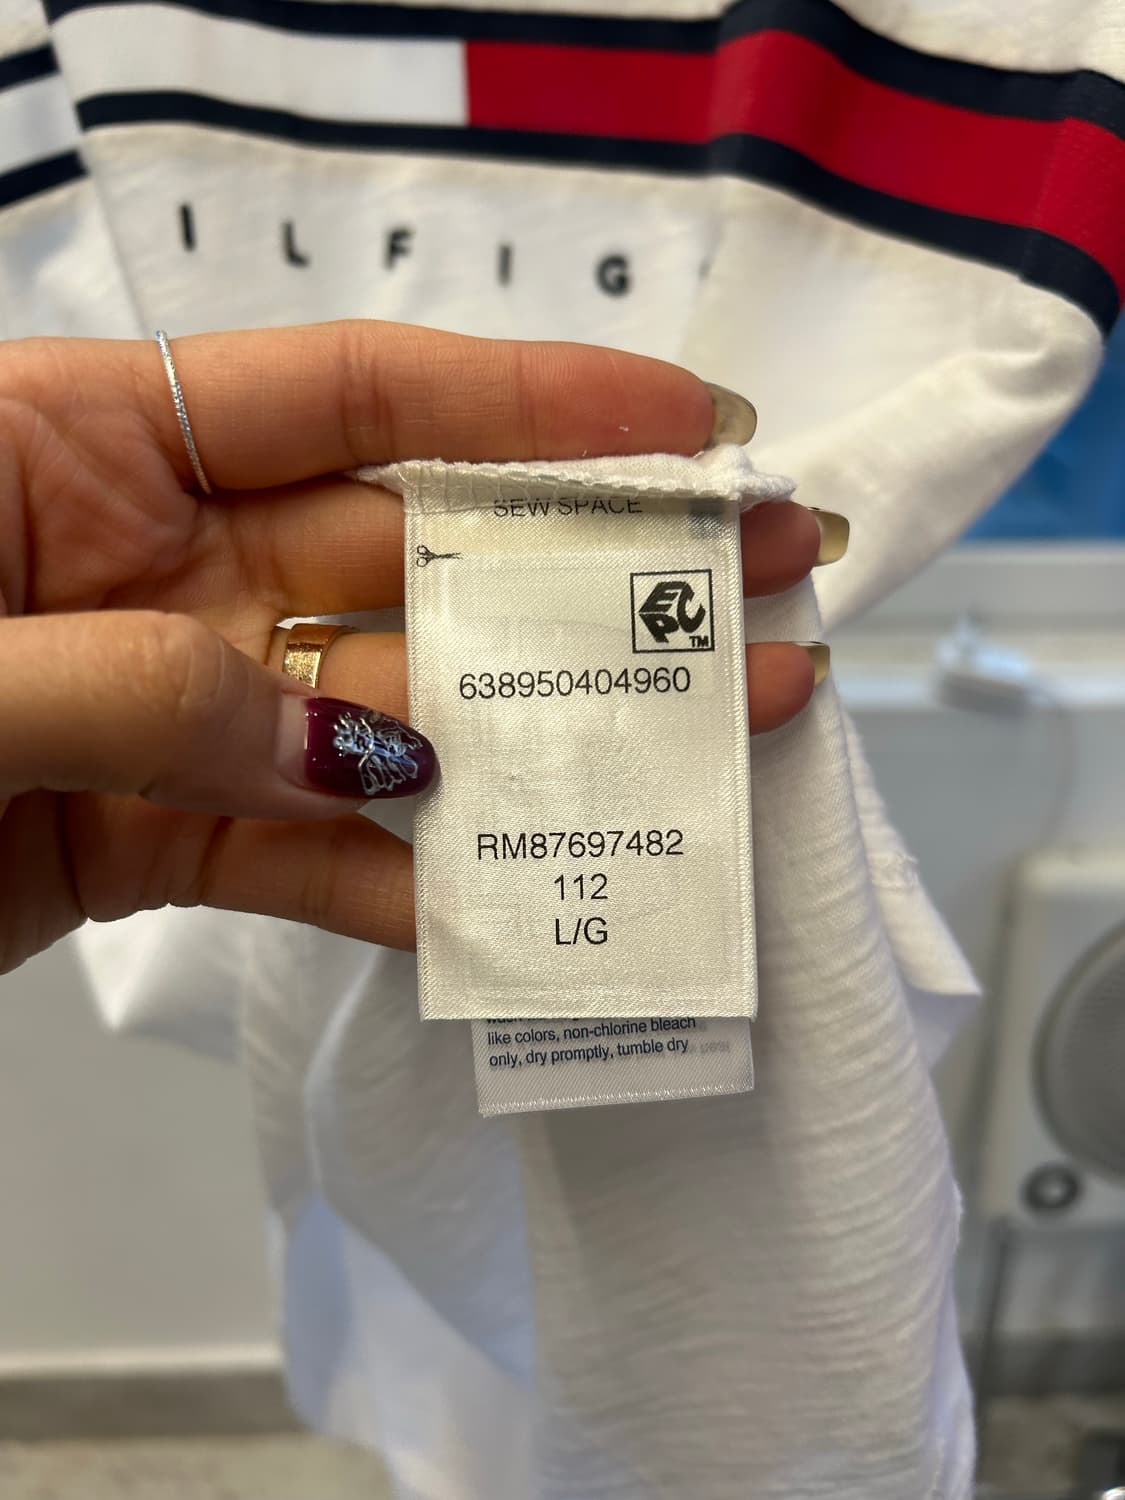 ILFIG
SEW SPACE
EPC
TM
638950404960
RM87697482
112
L/G
like colors, non-chlorine bleach
only, dry promptly, tumble dry